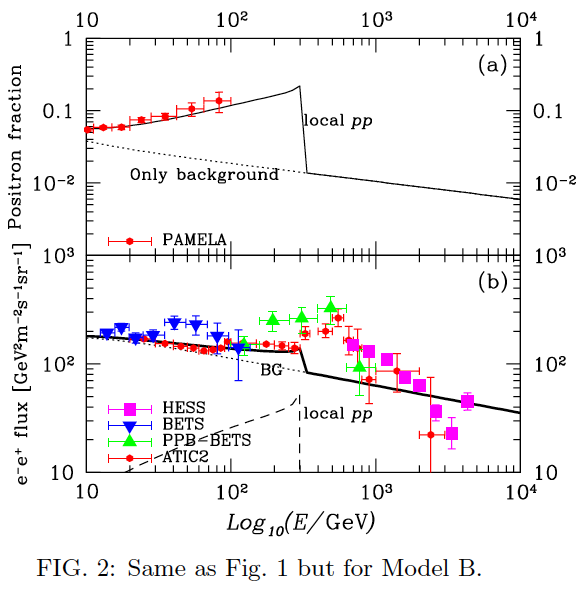 10 10² 10³ 10⁴
1 1
(a)
0.1 0.1
local pp
Only background
10⁻² 10⁻²
PAMELA
Positron fraction
10³ 10³
(b)
10² 10²
BG
HESS
BETS
PPB-BETS
ATIC2
local pp
10 10
e⁻e⁺ flux [GeV²m⁻²s⁻¹sr⁻¹]
10 10² 10³ 10⁴
Log₁₀(E/GeV)
FIG. 2: Same as Fig. 1 but for Model B.